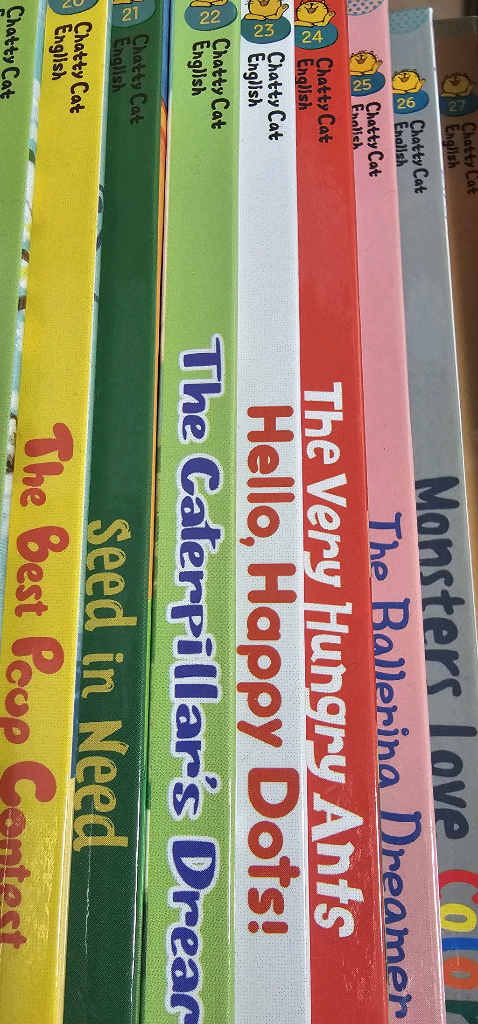 Chatty Cat
English
20
Chatty Cat
English
The Best Poop Contest
21
Chatty Cat
English
Seed in Need
22
Chatty Cat
English
The Caterpillar's Drear
23
Chatty Cat
English
Hello, Happy Dots!
24
Chatty Cat
English
The Very Hungry Ants
25
Chatty Cat
English
The Ballerina Dreamer
26
Chatty Cat
English
Monsters Love Color
27
Chatty Cat
English